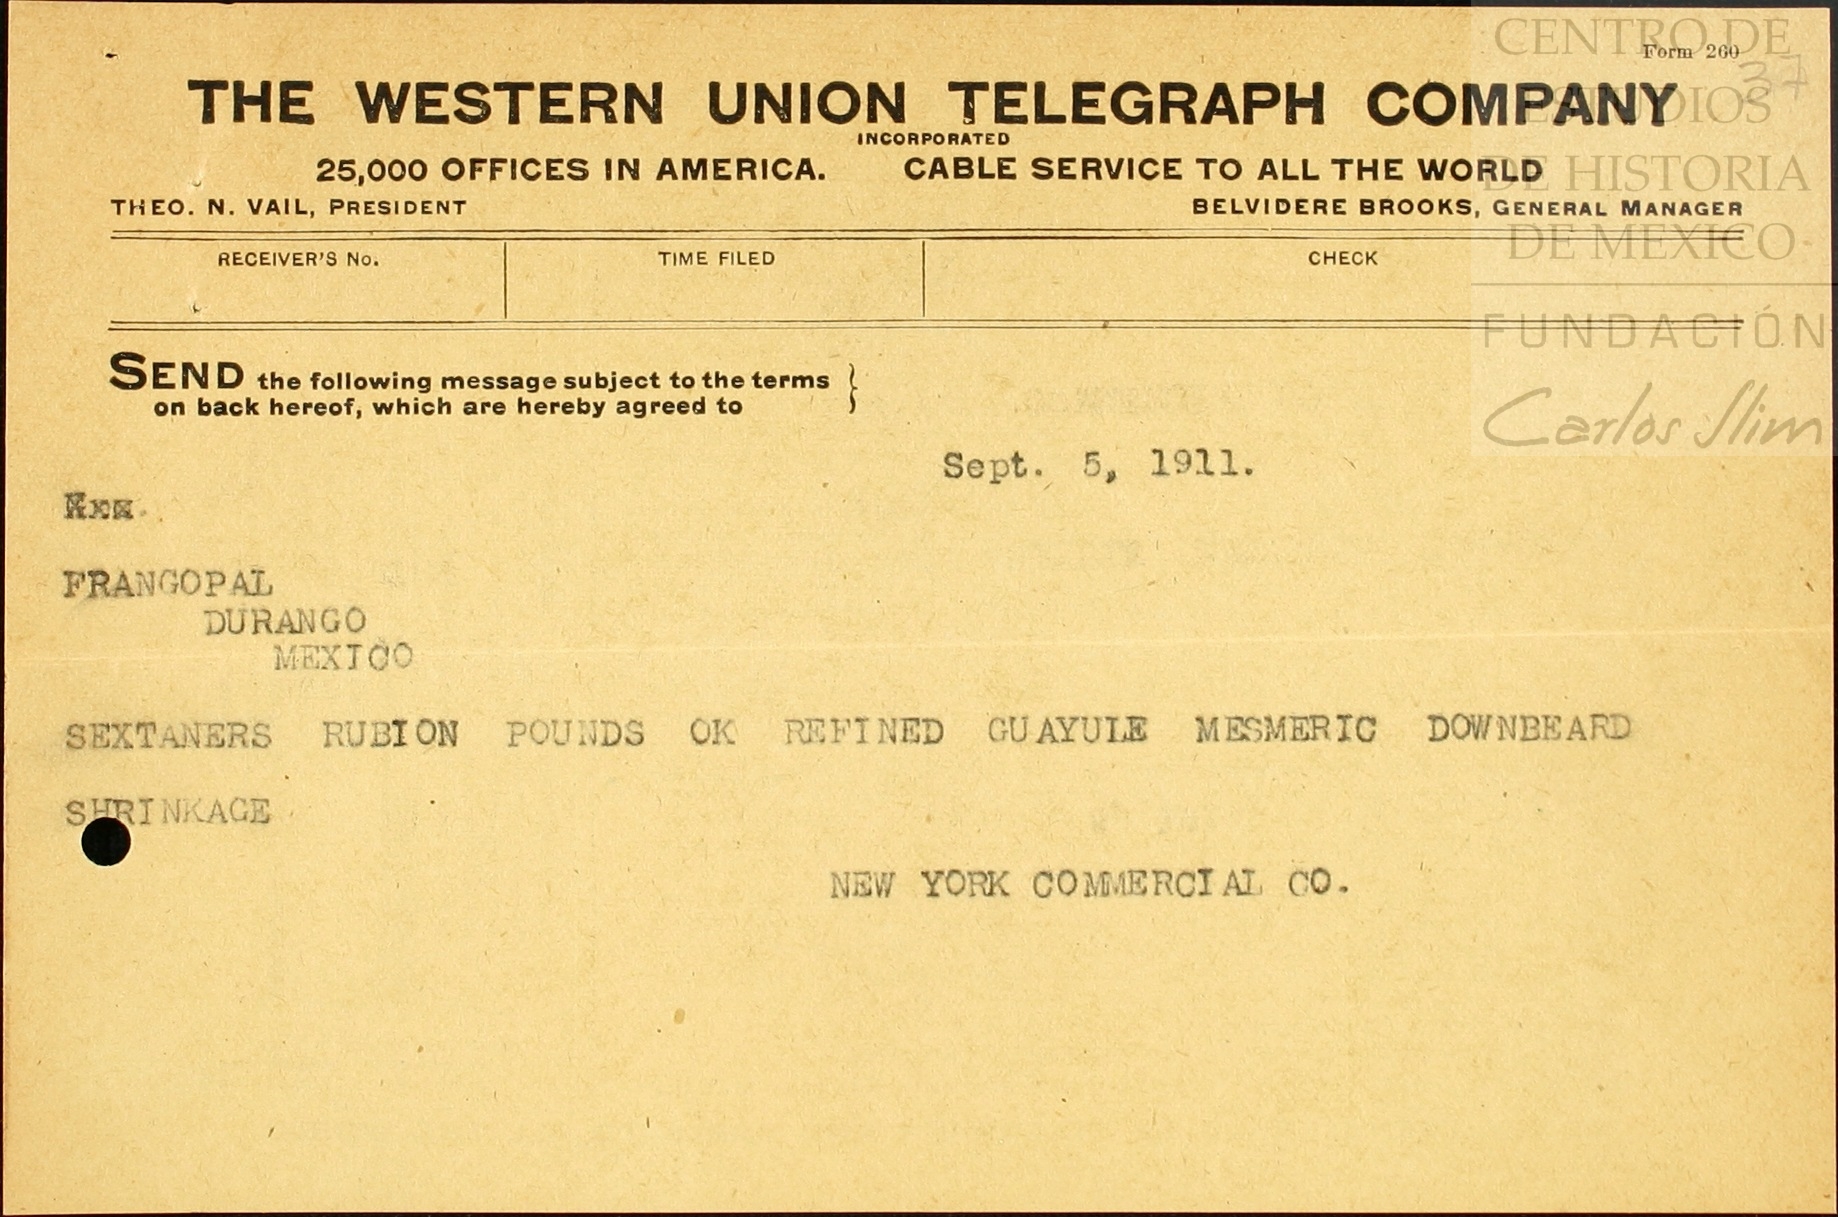 Form 260
37
THE WESTERN UNION TELEGRAPH COMPANY
INCORPORATED
25,000 OFFICES IN AMERICA. CABLE SERVICE TO ALL THE WORLD
THEO. N. VAIL, PRESIDENT BELVIDERE BROOKS, GENERAL MANAGER
RECEIVER'S No. TIME FILED CHECK
SEND the following message subject to the terms
on back hereof, which are hereby agreed to
Sept. 5, 1911.
FRANGOPAL
DURANGO
MEXICO
SEXTANERS RUBION POUNDS OK REFINED GUAYULE MESMERIC DOWNBEARD
SHRINKAGE
NEW YORK COMMERCIAL CO.
CENTRO DE
ESTUDIOS
DE HISTORIA
DE MEXICO
FUNDACIÓN
Carlos Slim